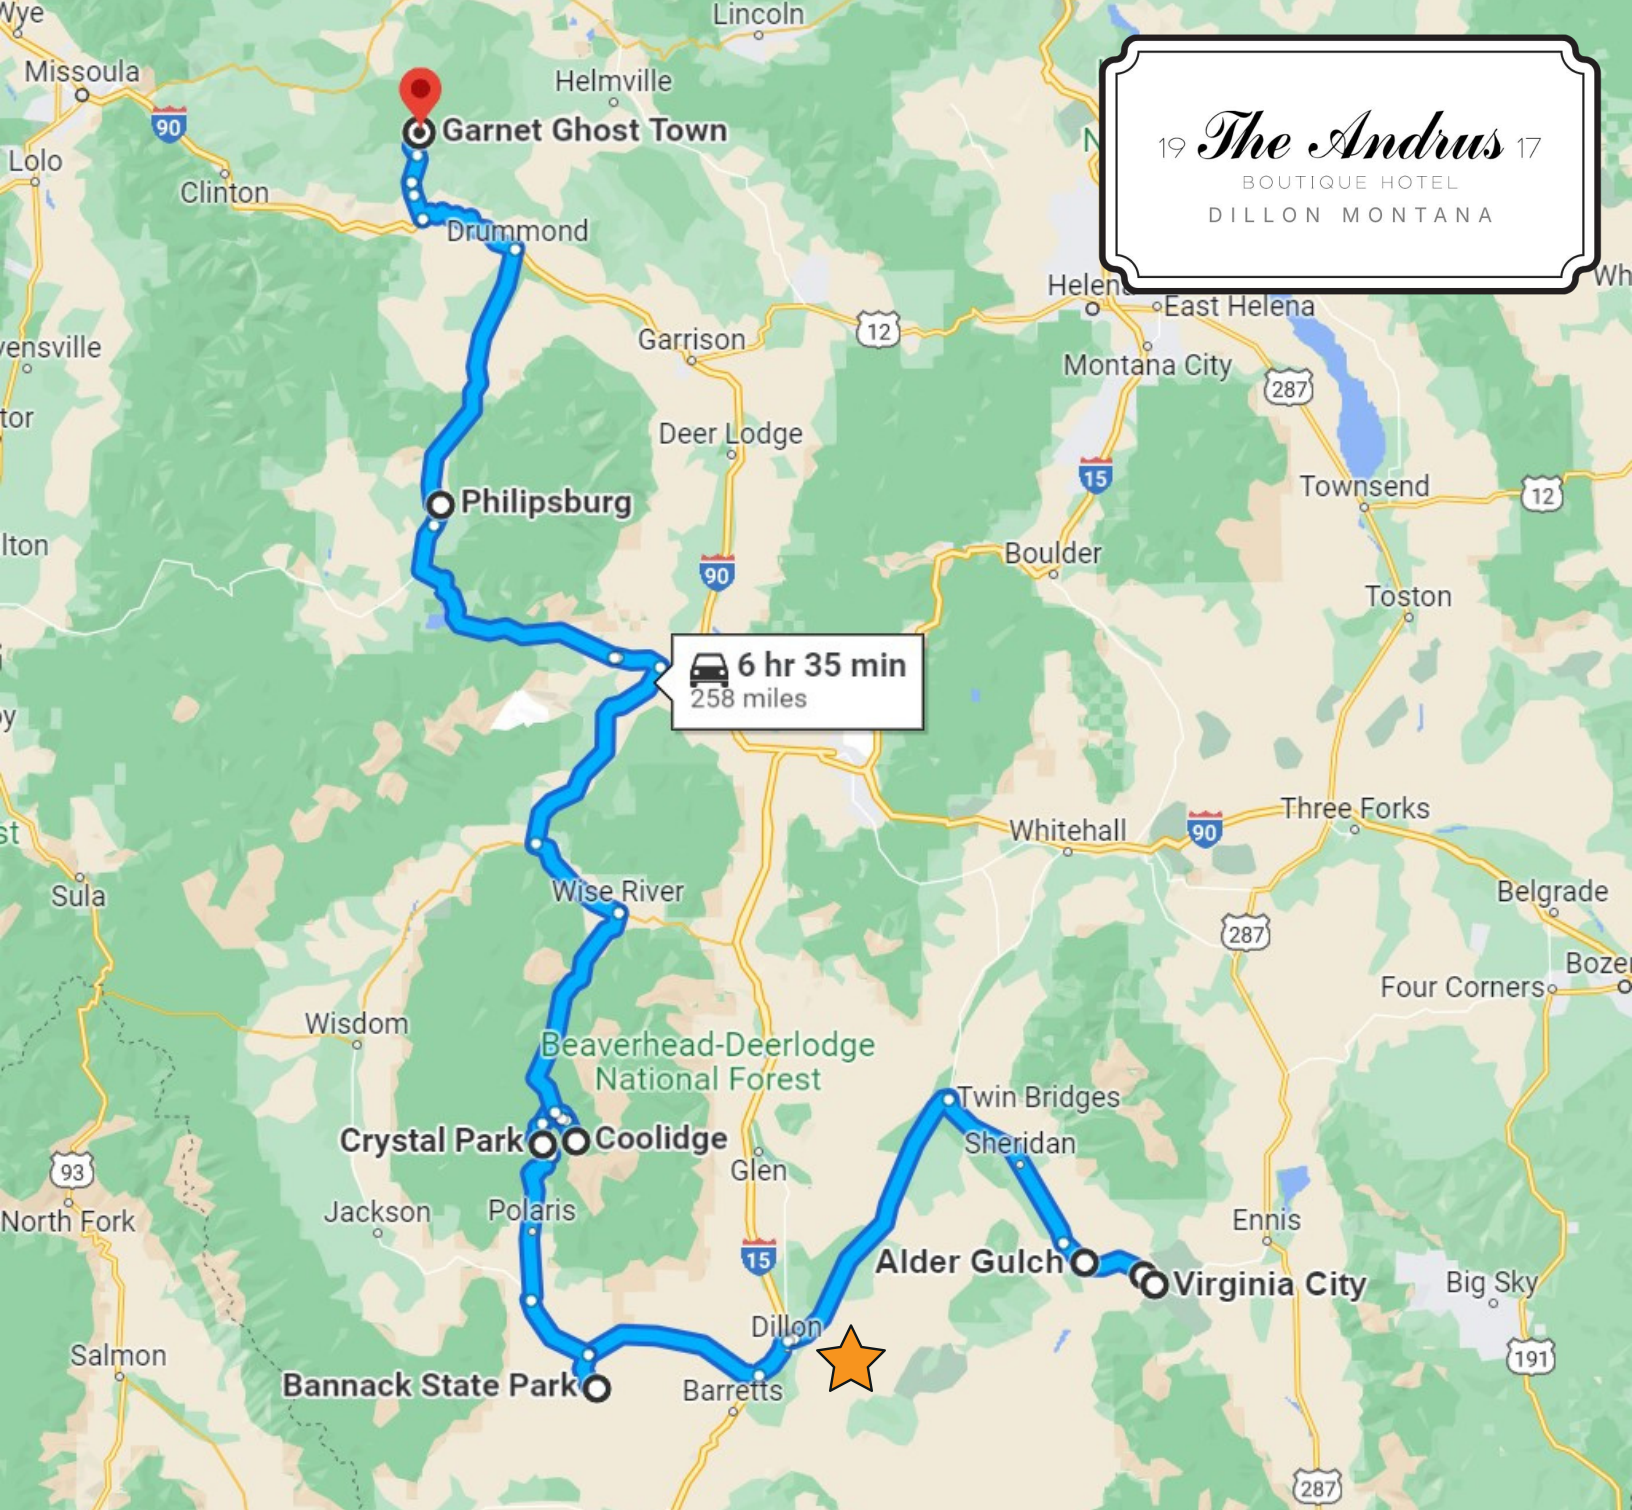 Wye
Lincoln
Missoula
Helmville
90
Garnet Ghost Town
19 The Andrus 17
BOUTIQUE HOTEL
DILLON MONTANA
Lolo
Clinton
N
Drummond
Helena
East Helena
Wh
12
Garrison
vensville
Montana City
287
tor
Deer Lodge
15
Townsend
12
Philipsburg
lton
Boulder
90
Toston
6 hr 35 min
258 miles
oy
st
Three Forks
Whitehall
90
Sula
Wise River
Belgrade
287
Bozer
Four Corners
Wisdom
Beaverhead-Deerlodge
National Forest
Twin Bridges
Crystal Park
Coolidge
Sheridan
93
Glen
North Fork
Jackson
Polaris
Ennis
15
Alder Gulch
Virginia City
Big Sky
Dillon
Salmon
191
Bannack State Park
Barretts
287